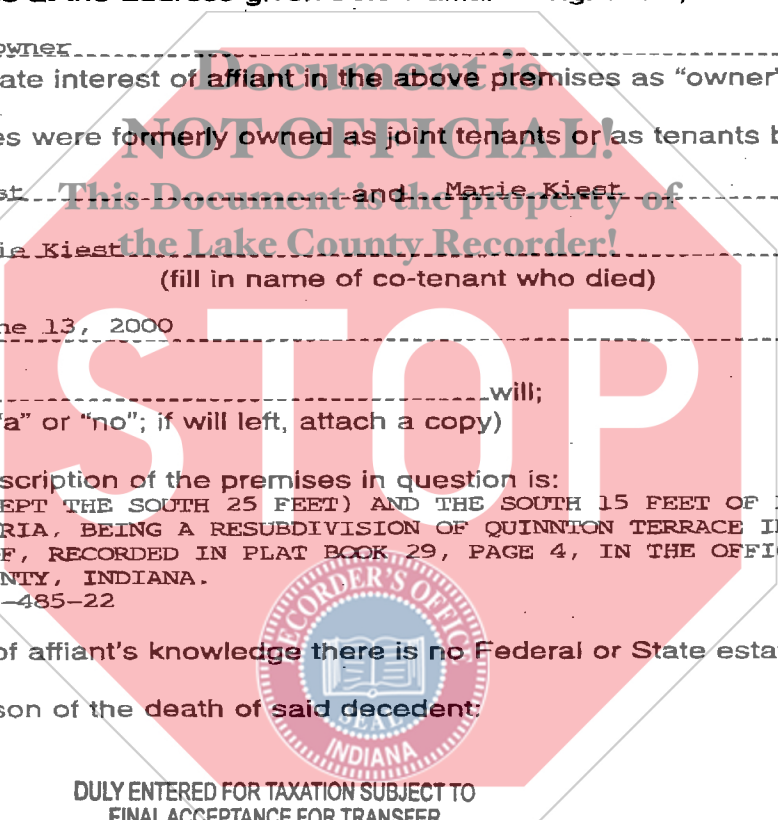 owner
ate interest of affiant in the above premises as "owner"
es were formerly owned as joint tenants or as tenants b
st and Marie Kiest
ie Kiest
(fill in name of co-tenant who died)
ne 13, 2000
will;
"a" or "no"; if will left, attach a copy)
scription of the premises in question is:
EPT THE SOUTH 25 FEET) AND THE SOUTH 15 FEET OF
RIA, BEING A RESUBDIVISION OF QUINNTON TERRACE
F, RECORDED IN PLAT BOOK 29, PAGE 4, IN THE OFFI
NTY, INDIANA.
-485-22
of affiant's knowledge there is no Federal or State esta
son of the death of said decedent:
DULY ENTERED FOR TAXATION SUBJECT TO
FINAL ACCEPTANCE FOR TRANSFER
Document is
NOT OFFICIAL!
This Document is the property of
the Lake County Recorder!
STOP
RECORDER'S OFFICE
SEAL
INDIANA